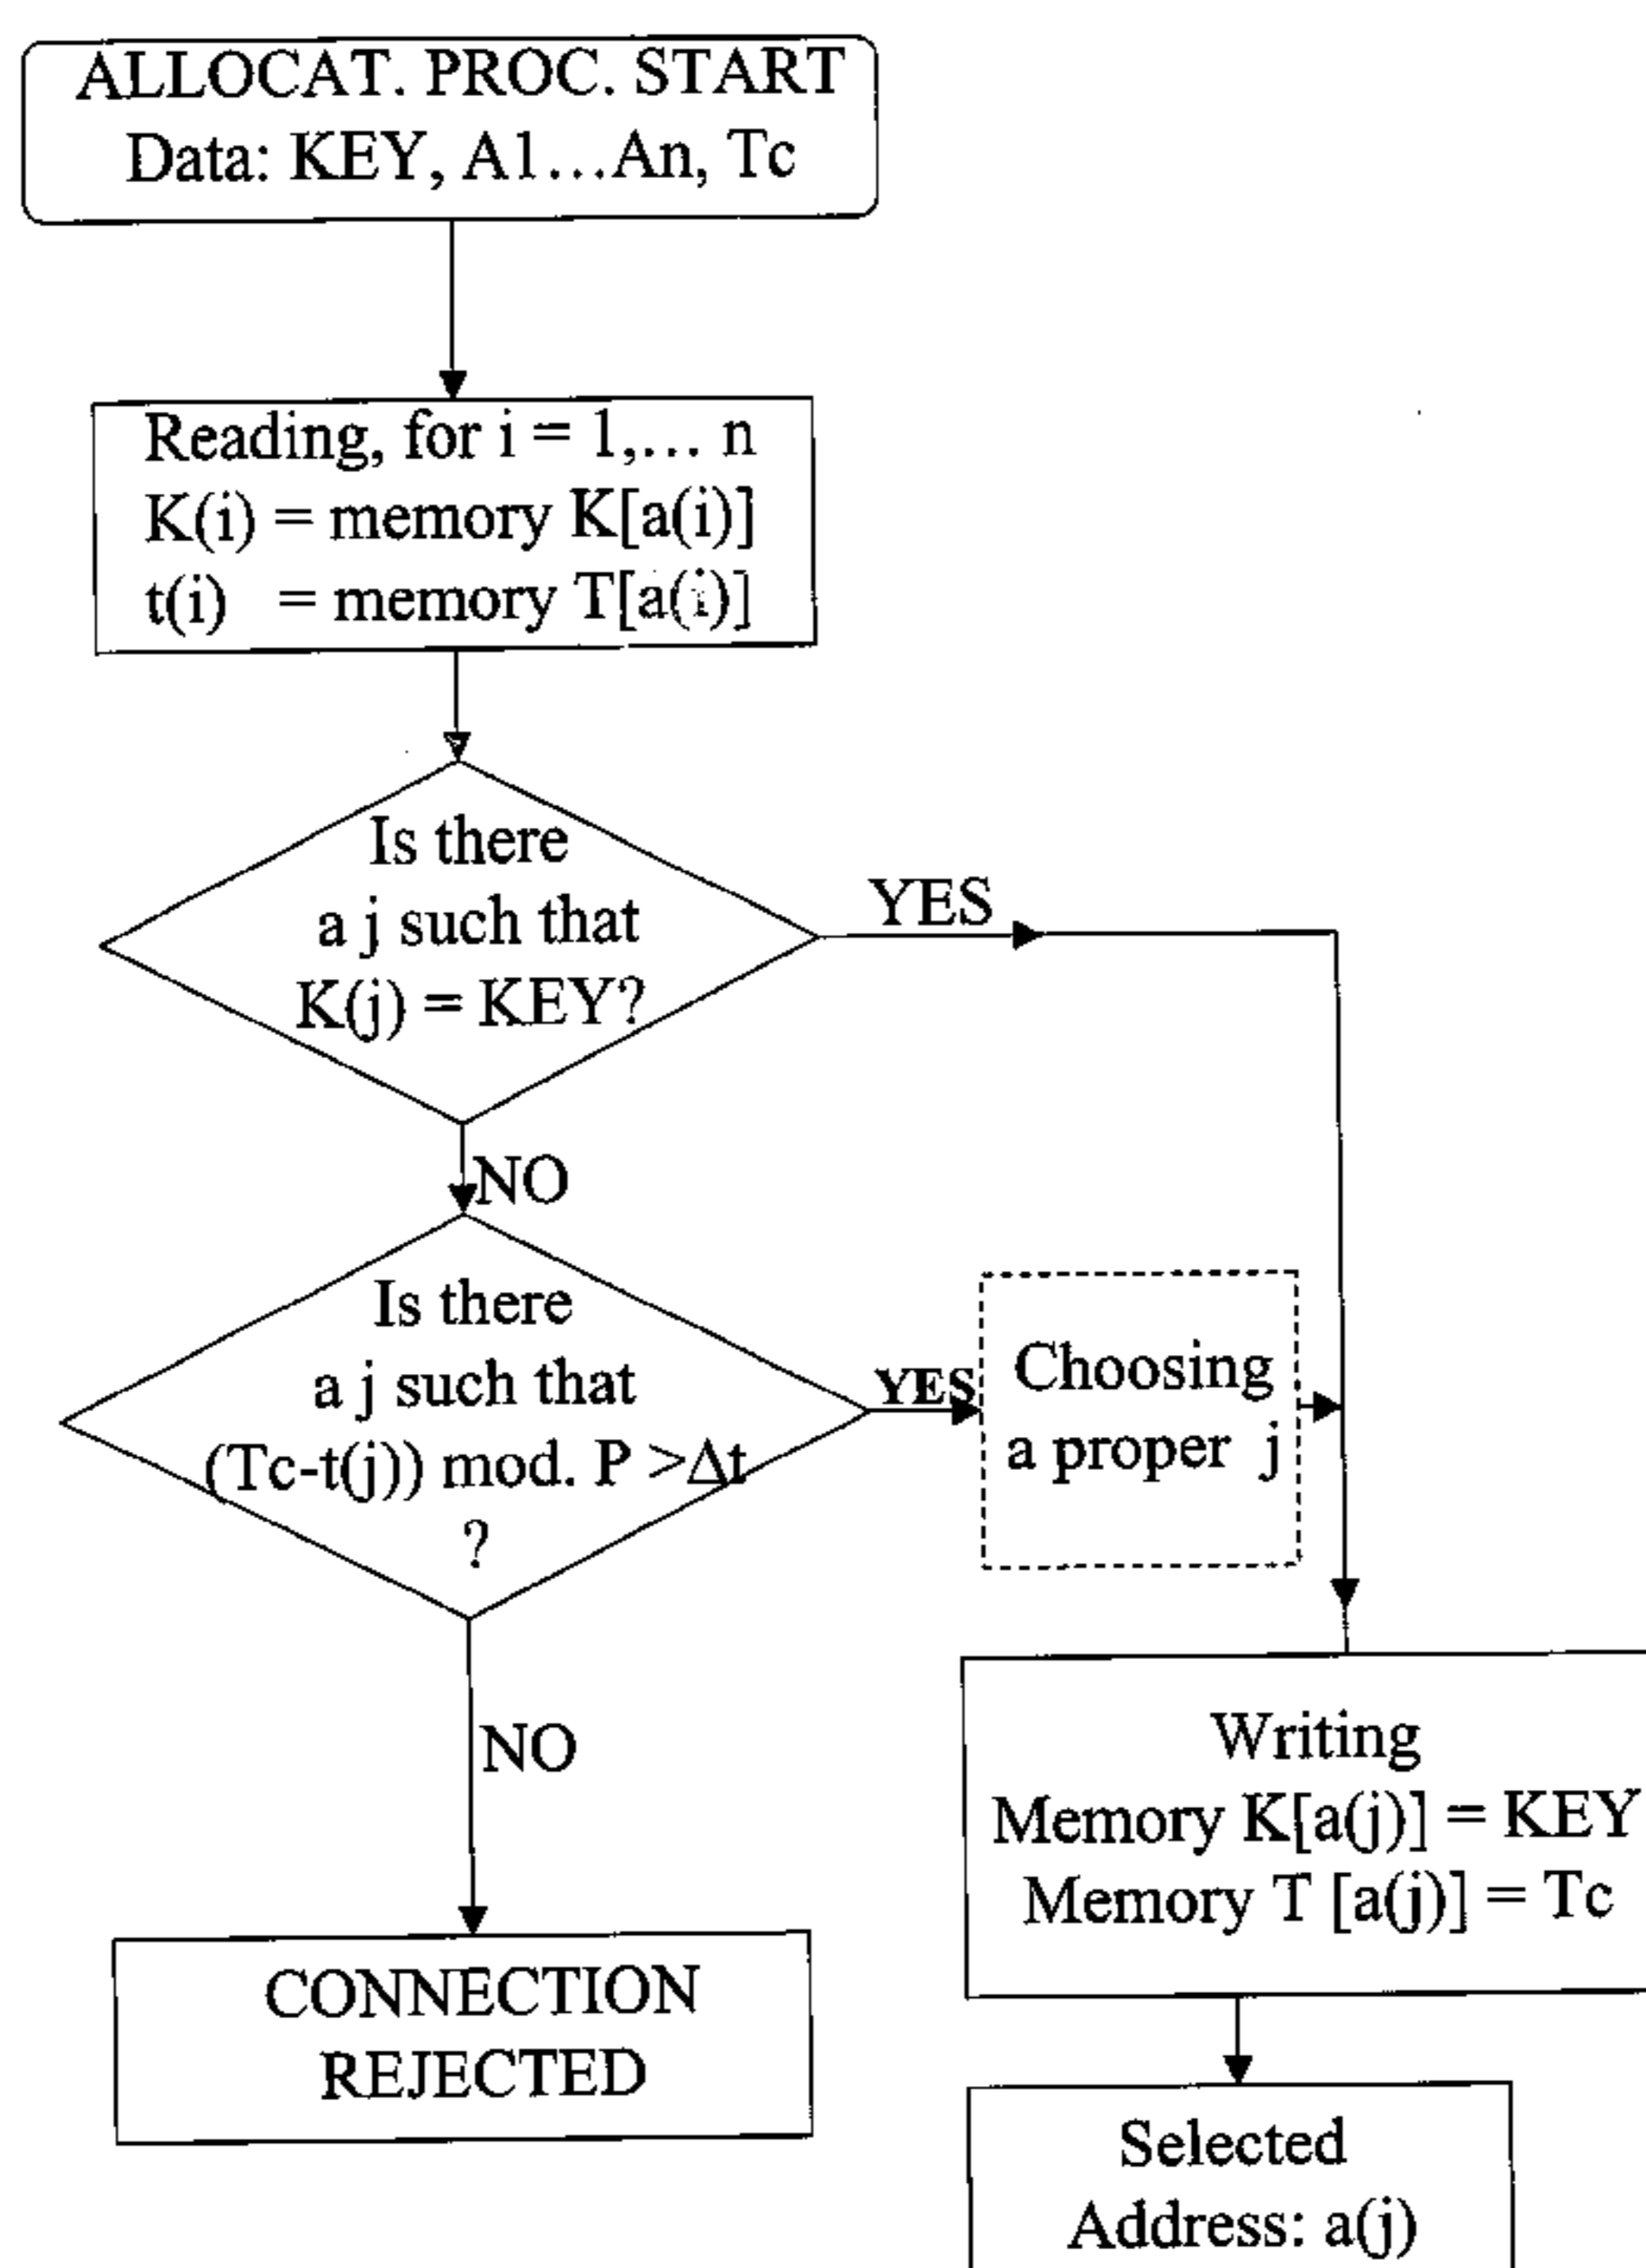 ALLOCAT. PROC. START
Data: KEY, A1...An, Tc
Reading, for i = 1,... n
K(i) = memory K[a(i)]
t(i) = memory T[a(i)]
Is there
a j such that
K(j) = KEY?
YES
NO
Is there
a j such that
(Tc-t(j)) mod. P >Δt
?
YES
Choosing
a proper j
NO
Writing
Memory K[a(j)] = KEY
Memory T [a(j)] = Tc
CONNECTION
REJECTED
Selected
Address: a(j)